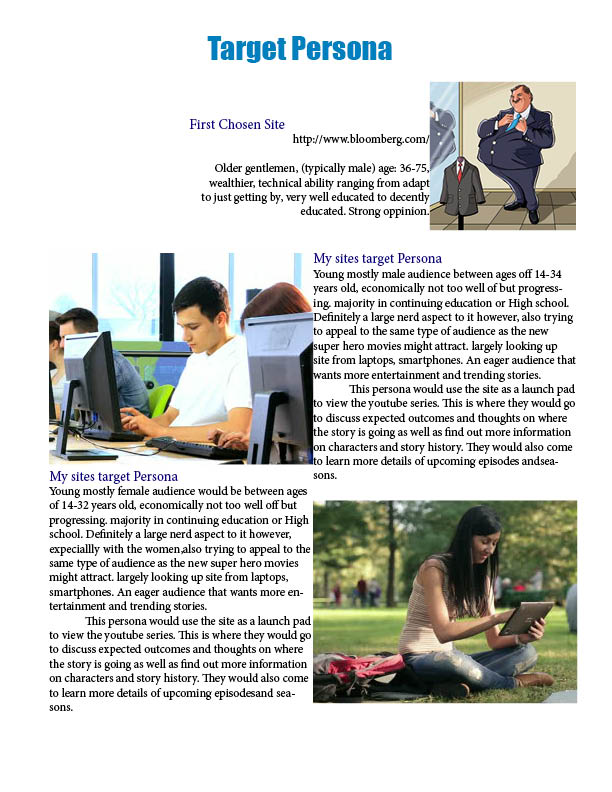 Target Persona
First Chosen Site
http://www.bloomberg.com/
Older gentlemen, (typically male) age: 36-75,
wealthier, technical ability ranging from adapt
to just getting by, very well educated to decently
educated. Strong oppinion.
My sites target Persona
Young mostly male audience between ages off 14-34
years old, economically not too well of but progress-
ing. majority in continuing education or High school.
Definitely a large nerd aspect to it however, also trying
to appeal to the same type of audience as the new
super hero movies might attract. largely looking up
site from laptops, smartphones. An eager audience that
wants more entertainment and trending stories.
This persona would use the site as a launch pad
to view the youtube series. This is where they would go
to discuss expected outcomes and thoughts on where
the story is going as well as find out more information
on characters and story history. They would also come
to learn more details of upcoming episodes andsea-
sons.
My sites target Persona
Young mostly female audience would be between ages
of 14-32 years old, economically not too well off but
progressing. majority in continuing education or High
school. Definitely a large nerd aspect to it however,
expeciallly with the women,also trying to appeal to the
same type of audience as the new super hero movies
might attract. largely looking up site from laptops,
smartphones. An eager audience that wants more en-
tertainment and trending stories.
This persona would use the site as a launch pad
to view the youtube series. This is where they would go
to discuss expected outcomes and thoughts on where
the story is going as well as find out more information
on characters and story history. They would also come
to learn more details of upcoming episodesand sea-
sons.